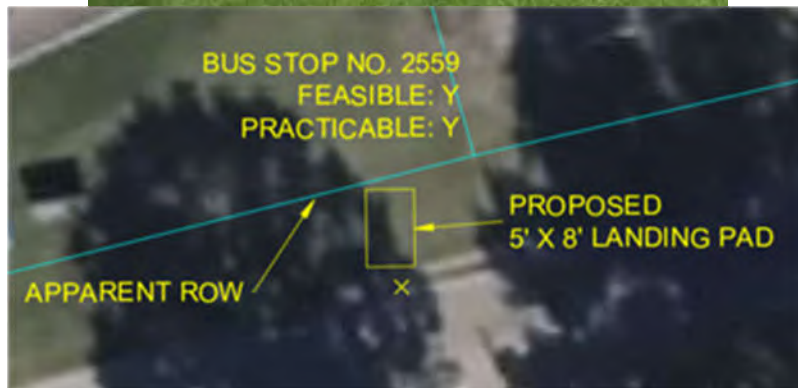 BUS STOP NO. 2559
FEASIBLE: Y
PRACTICABLE: Y
PROPOSED
5' X 8' LANDING PAD
APPARENT ROW